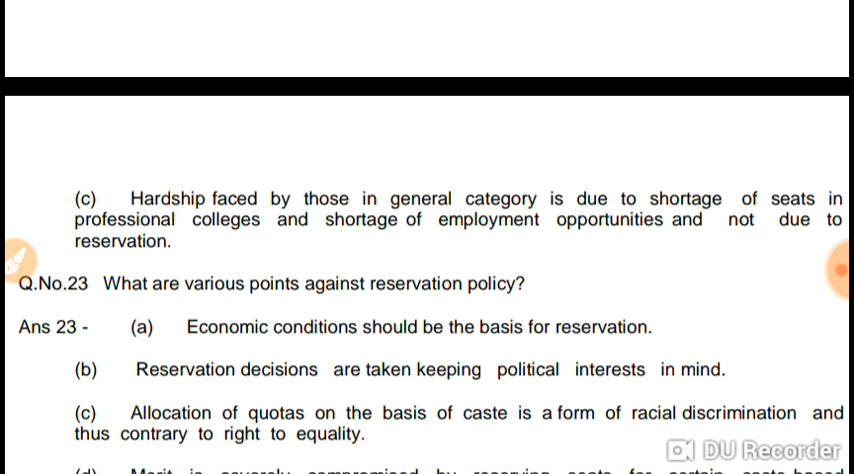 (c) Hardship faced by those in general category is due to shortage of seats in
professional colleges and shortage of employment opportunities and not due to
reservation.
Q.No.23 What are various points against reservation policy?
Ans 23 - (a) Economic conditions should be the basis for reservation.
(b) Reservation decisions are taken keeping political interests in mind.
(c) Allocation of quotas on the basis of caste is a form of racial discrimination and
thus contrary to right to equality.
DU Recorder